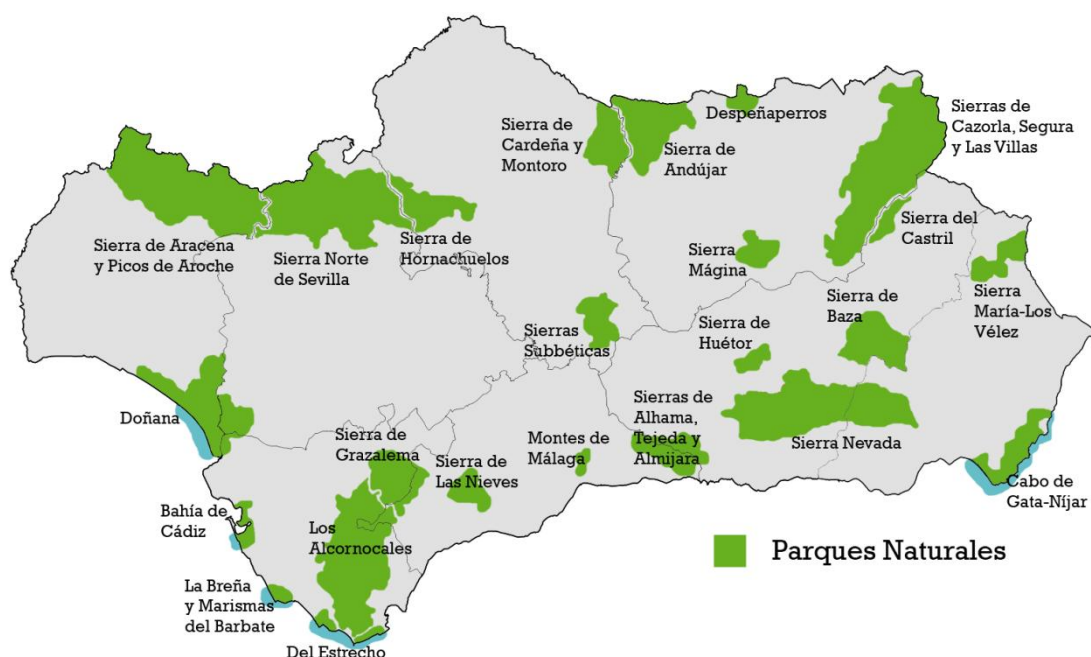 Despeñaperros
Sierras de
Cazorla, Segura
y Las Villas
Sierra de
Cardeña y
Montoro
Sierra de
Andújar
Sierra de Aracena
y Picos de Aroche
Sierra Norte
de Sevilla
Sierra de
Hornachuelos
Sierra del
Castril
Sierra
Mágina
Sierra
María-Los
Vélez
Sierra de
Baza
Sierras
Subbéticas
Sierra de
Huétor
Doñana
Sierras de
Alhama,
Tejeda y
Almijara
Sierra Nevada
Sierra de
Grazalema
Sierra de
Las Nieves
Montes de
Málaga
Cabo de
Gata-Níjar
Bahía de
Cádiz
Los
Alcornocales
Parques Naturales
La Breña
y Marismas
del Barbate
Del Estrecho